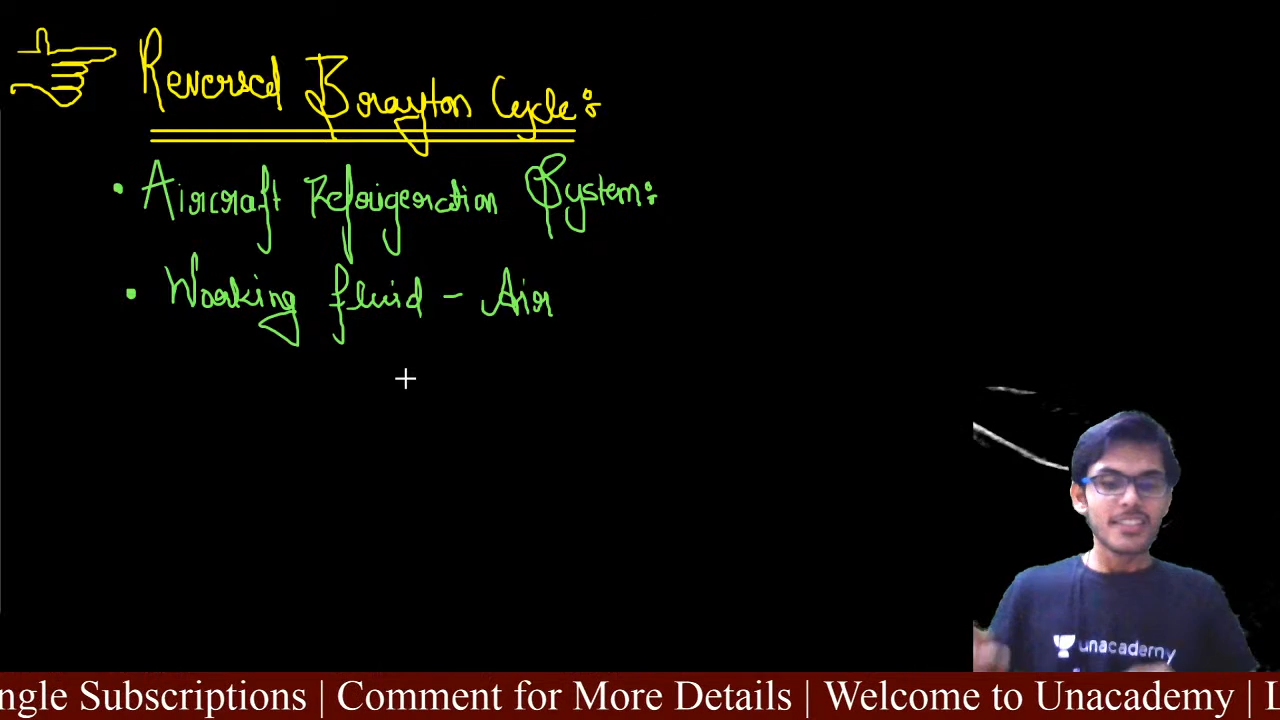 Reversed Brayton Cycle:
• Aircraft Refrigeration System:
• Working fluid - Air
unacademy
ngle Subscriptions | Comment for More Details | Welcome to Unacademy | L